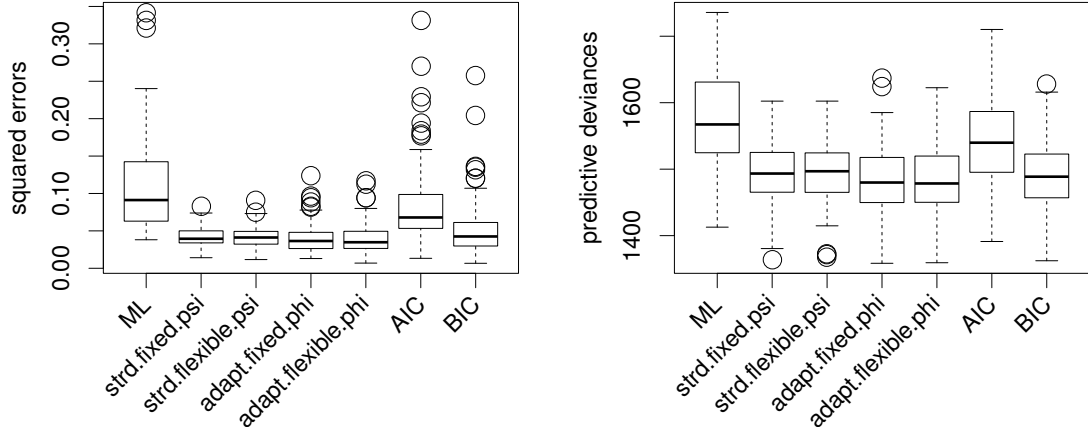 squared errors
0.30
0.20
0.10
0.00
ML
strd.fixed.psi
strd.flexible.psi
adapt.fixed.phi
adapt.flexible.phi
AIC
BIC
predictive deviances
1600
1400
ML
strd.fixed.psi
strd.flexible.psi
adapt.fixed.phi
adapt.flexible.phi
AIC
BIC